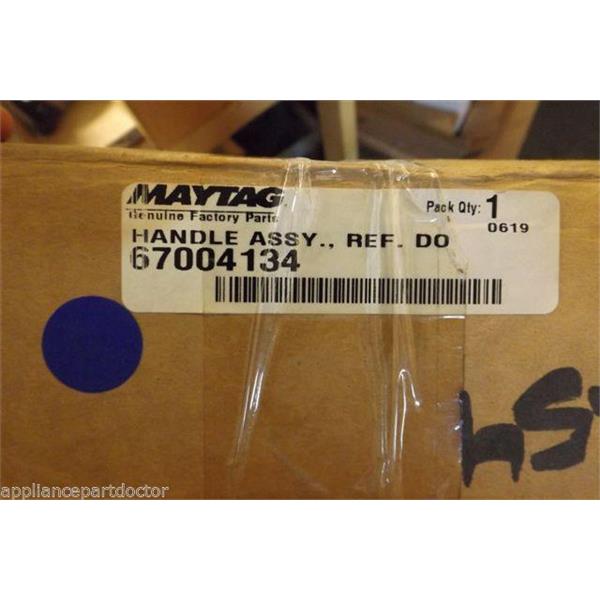 MAYTAG
Genuine Factory Parts
Pack Qty: 1
0619
HANDLE ASSY., REF. DO
67004134
appliancepartdoctor